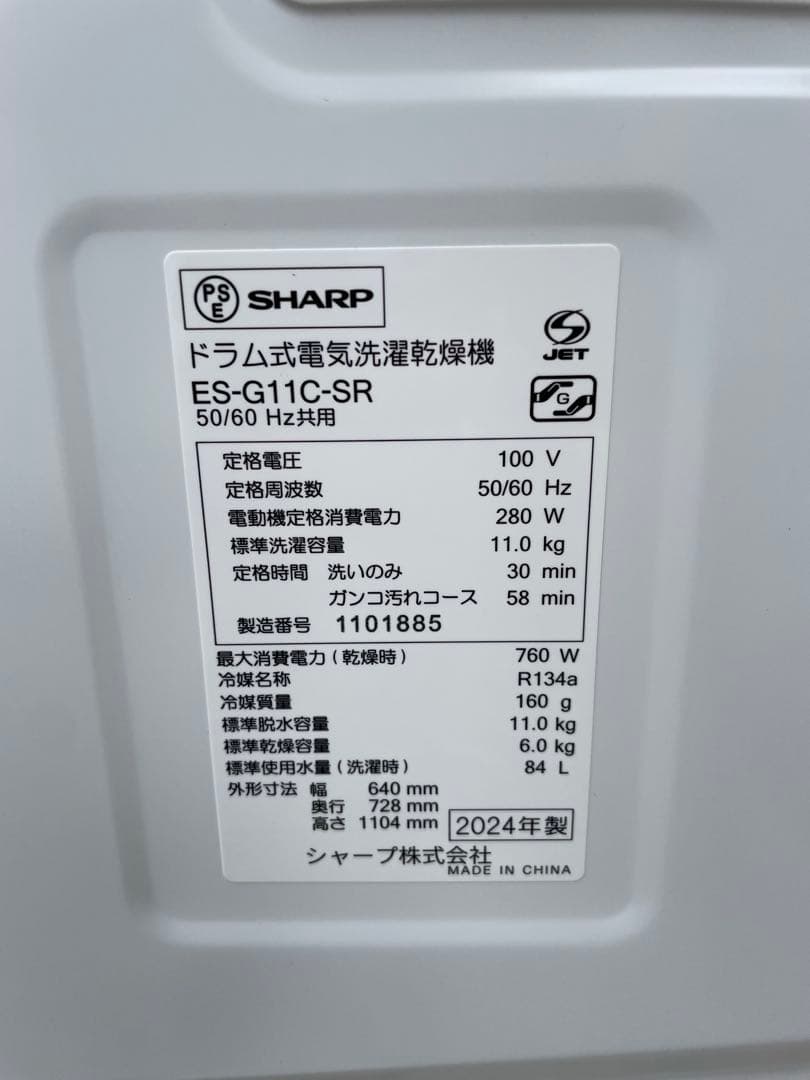 PSE SHARP
ドラム式電気洗濯乾燥機
JET
ES-G11C-SR
G
50/60 Hz共用
定格電圧 100 V
定格周波数 50/60 Hz
電動機定格消費電力 280 W
標準洗濯容量 11.0 kg
定格時間 洗いのみ 30 min
ガンコ汚れコース 58 min
製造番号 1101885
最大消費電力(乾燥時) 760 W
冷媒名称 R134a
冷媒質量 160 g
標準脱水容量 11.0 kg
標準乾燥容量 6.0 kg
標準使用水量(洗濯時) 84 L
外形寸法 幅 640 mm
奥行 728 mm
高さ 1104 mm 2024年製
シャープ株式会社
MADE IN CHINA